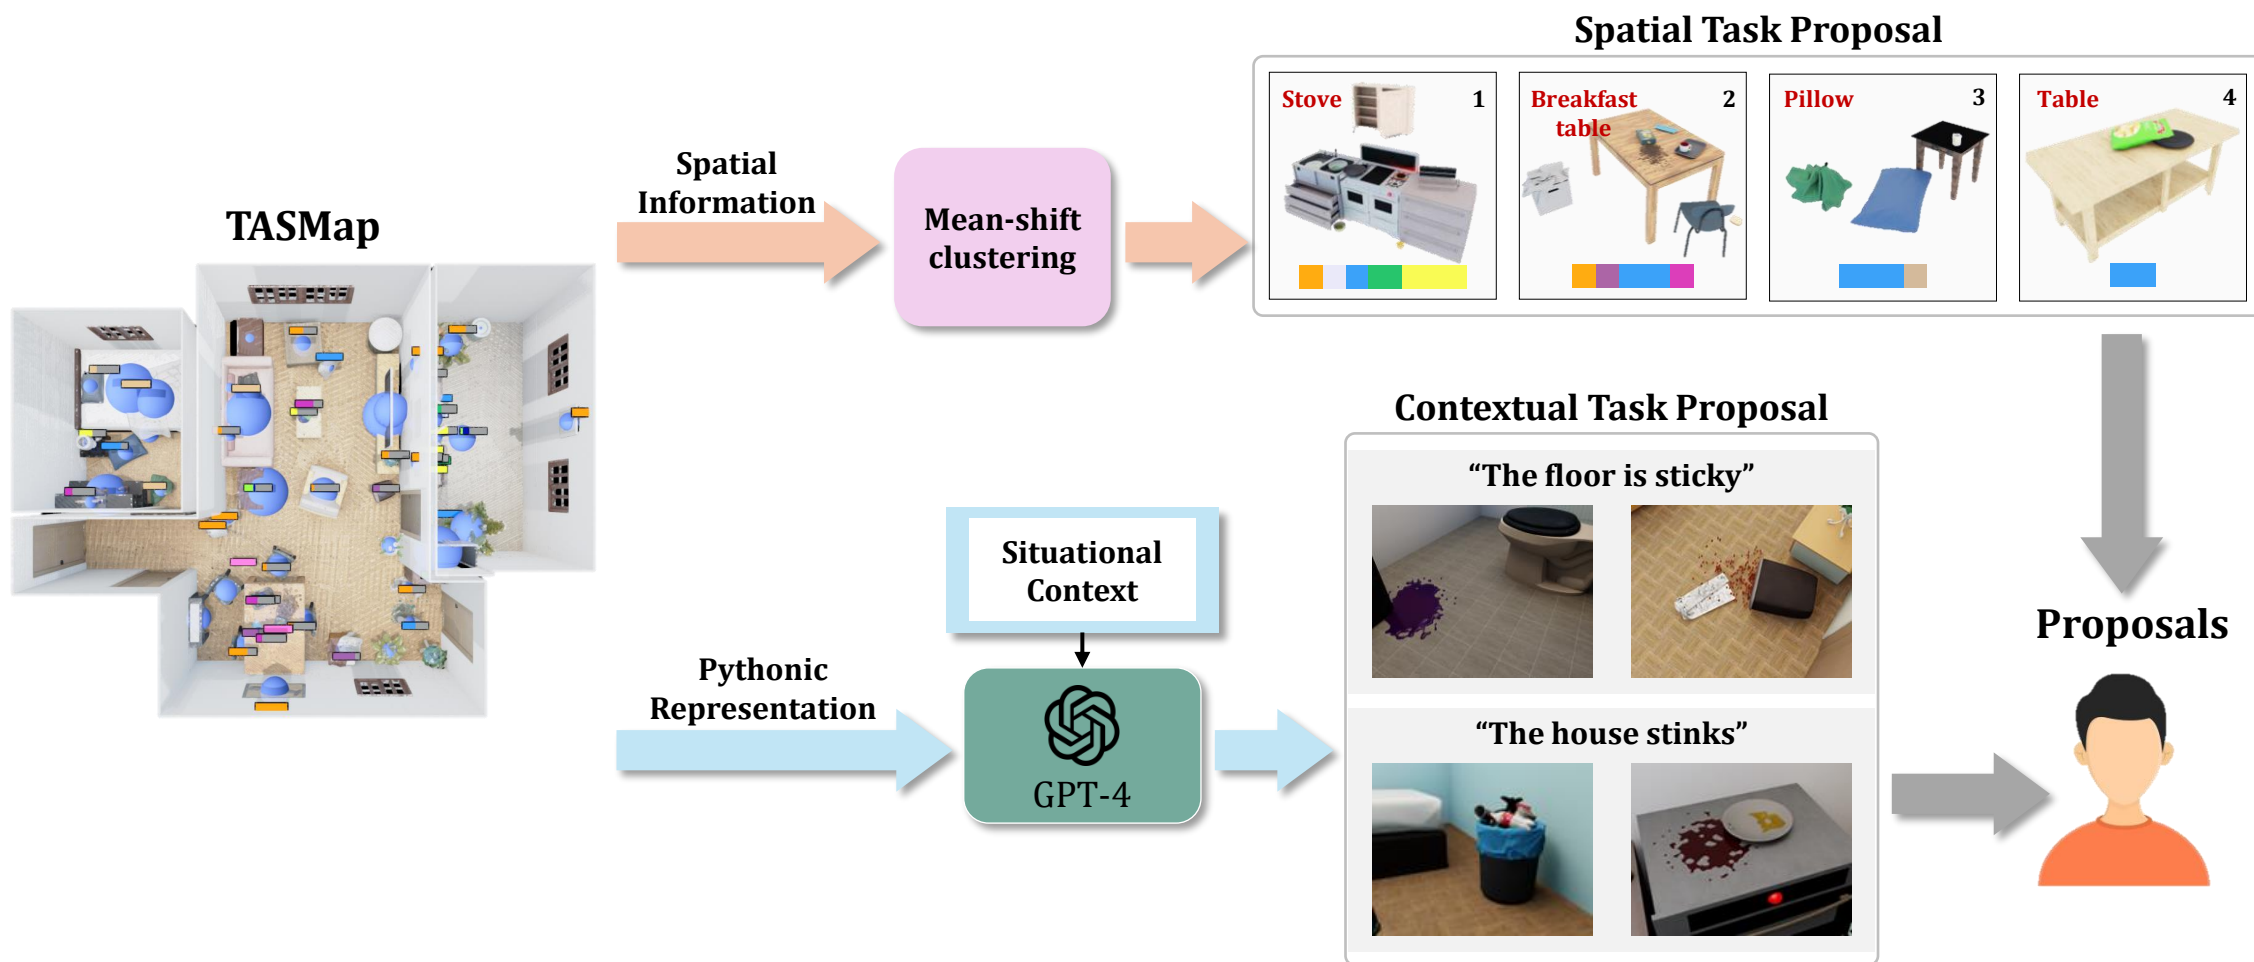 TASMap
Spatial
Information
Mean-shift
clustering
Spatial Task Proposal
Stove
1
Breakfast
table
2
Pillow
3
Table
4
Pythonic
Representation
Situational
Context
GPT-4
Contextual Task Proposal
“The floor is sticky”
“The house stinks”
Proposals